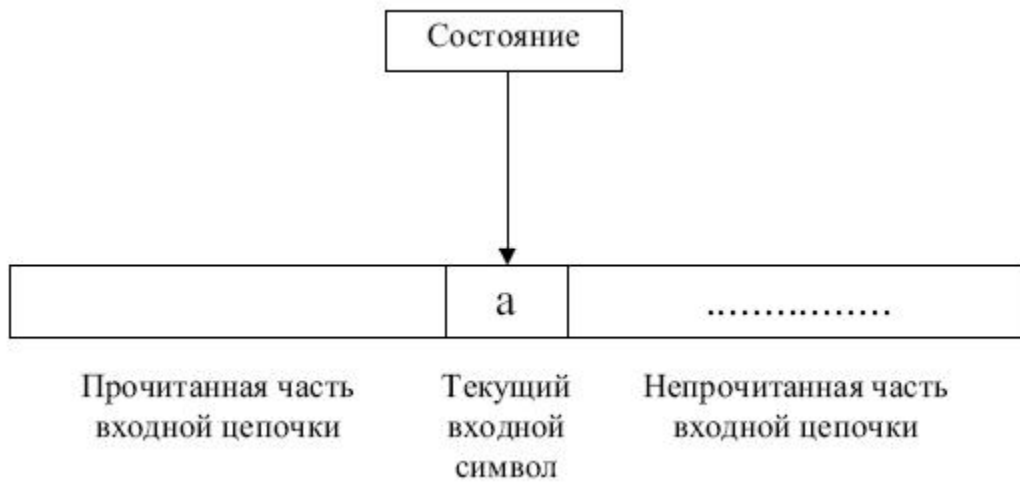 Состояние
а
................
Прочитанная часть
входной цепочки
Текущий
входной
символ
Непрочитанная часть
входной цепочки